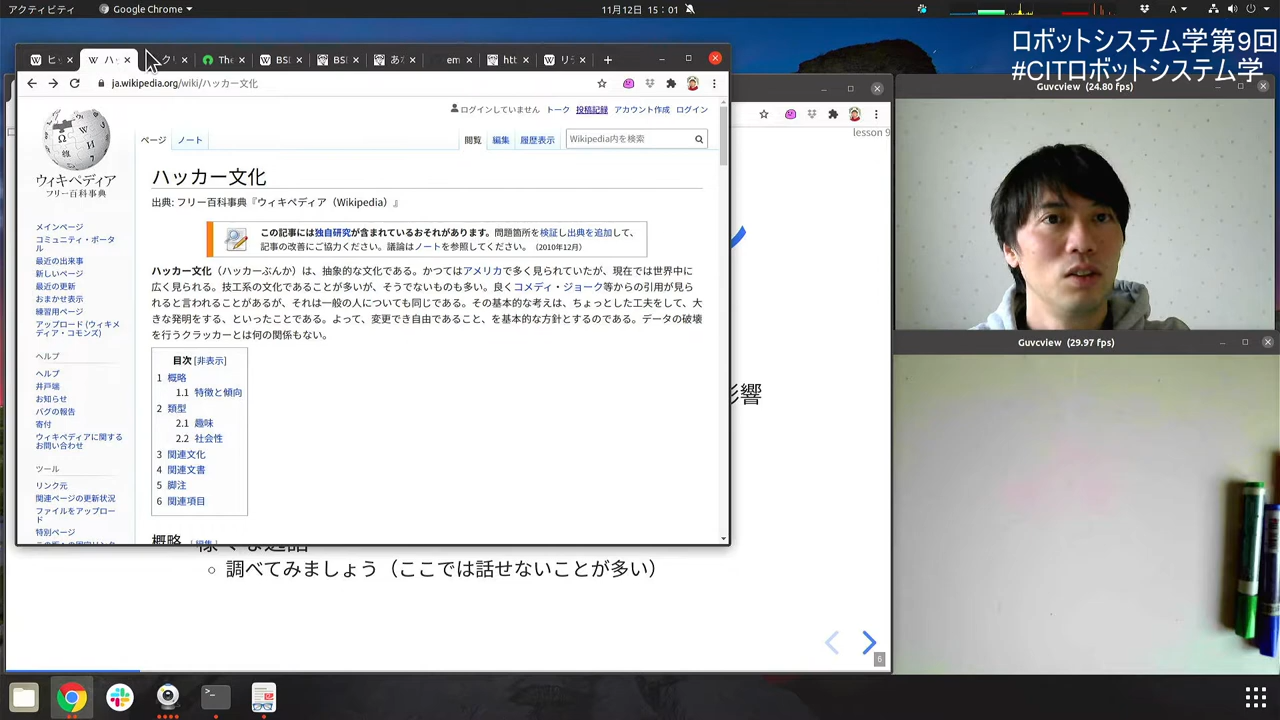 アクティビティ
Google Chrome
11月12日 15:01
A
ロボットシステム学第9回
#CITロボットシステム学
ja.wikipedia.org/wiki/ハッカー文化
ログインしていません トーク 投稿記録 アカウント作成 ログイン
ページ ノート
閲覧 編集 履歴表示
Wikipedia内を検索
ウィキペディア
フリー百科事典
ハッカー文化
出典: フリー百科事典『ウィキペディア（Wikipedia）』
この記事には独自研究が含まれているおそれがあります。問題箇所を検証し出典を追加して、
記事の改善にご協力ください。議論はノートを参照してください。（2010年12月）
ハッカー文化（ハッカーぶんか）は、抽象的な文化である。かつてはアメリカで多く見られていたが、現在では世界中に
広く見られる。技工系の文化であることが多いが、そうでないものも多い。良くコメディ・ジョーク等からの引用が見ら
れると言われることがあるが、それは一般の人についても同じである。その基本的な考えは、ちょっとした工夫をして、大
きな発明をする、といったことである。よって、変更でき自由であること、を基本的な方針とするのである。データの破壊
を行うクラッカーとは何の関係もない。
目次 [非表示]
1 概略
1.1 特徴と傾向
2 類型
2.1 趣味
2.2 社会性
3 関連文化
4 関連文書
5 脚注
6 関連項目
概略
メインページ
コミュニティ・ポータ
ル
最近の出来事
新しいページ
最近の更新
おまかせ表示
練習用ページ
アップロード (ウィキメ
ディア・コモンズ)
ヘルプ
ヘルプ
井戸端
お知らせ
バグの報告
寄付
ウィキペディアに関する
お問い合わせ
ツール
リンク元
関連ページの更新状況
ファイルをアップロー
ド
特別ページ
lesson 9
影響
調べてみましょう（ここでは話せないことが多い）
6
Guvcview (24.80 fps)
Guvcview (29.97 fps)